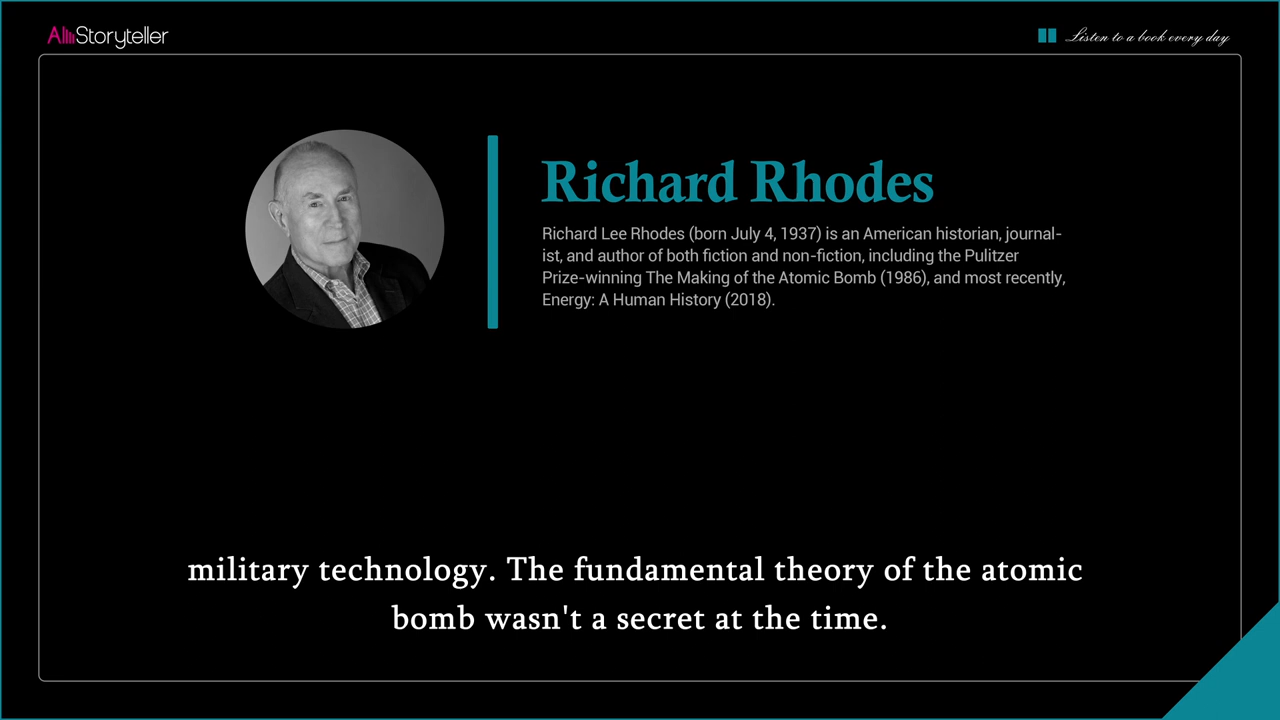 AllStoryteller
Listen to a book every day
Richard Rhodes
Richard Lee Rhodes (born July 4, 1937) is an American historian, journal-
ist, and author of both fiction and non-fiction, including the Pulitzer
Prize-winning The Making of the Atomic Bomb (1986), and most recently,
Energy: A Human History (2018).
military technology. The fundamental theory of the atomic
bomb wasn't a secret at the time.